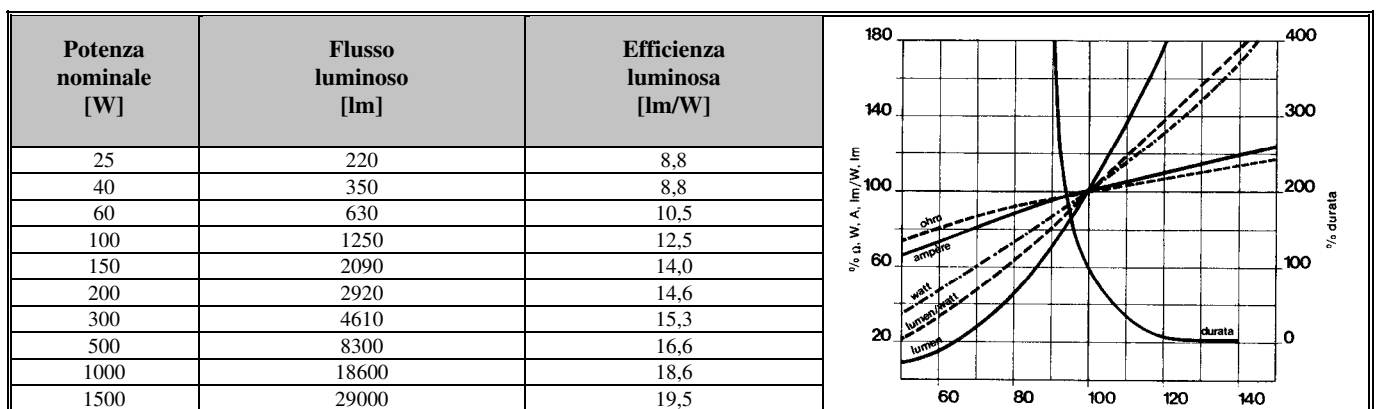 Potenza nominale [W] Flusso luminoso [lm] Efficienza luminosa [lm/W]
25 220 8,8
40 350 8,8
60 630 10,5
100 1250 12,5
150 2090 14,0
200 2920 14,6
300 4610 15,3
500 8300 16,6
1000 18600 18,6
1500 29000 19,5
180
140
100
60
20
% Ω, W, A, lm/W, lm
400
300
200
100
0
% durata
ohm
ampère
watt
lumen/watt
lumen
durata
60 80 100 120 140